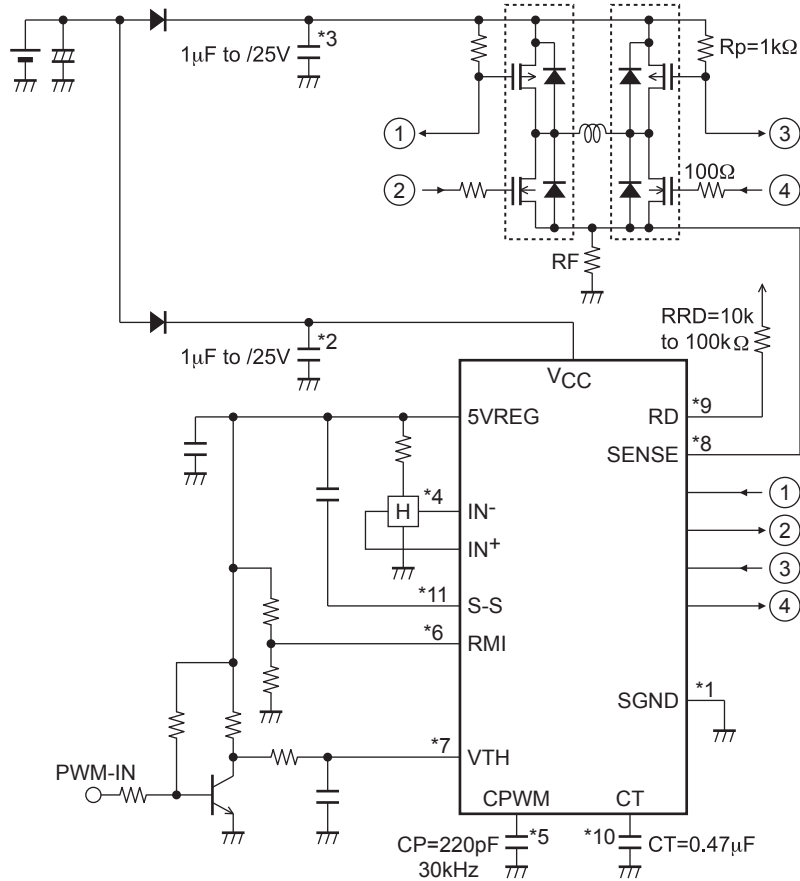 *3
1μF to /25V
Rp=1kΩ
1
3
2
100Ω
4
RF
*2
1μF to /25V
RRD=10k
to 100kΩ
VCC
5VREG
*9
RD
*8
SENSE
*4
H
IN-
IN+
1
2
3
4
*11
S-S
*6
RMI
*1
SGND
*7
VTH
PWM-IN
CPWM
CT
CP=220pF
30kHz
*5
*10
CT=0.47μF